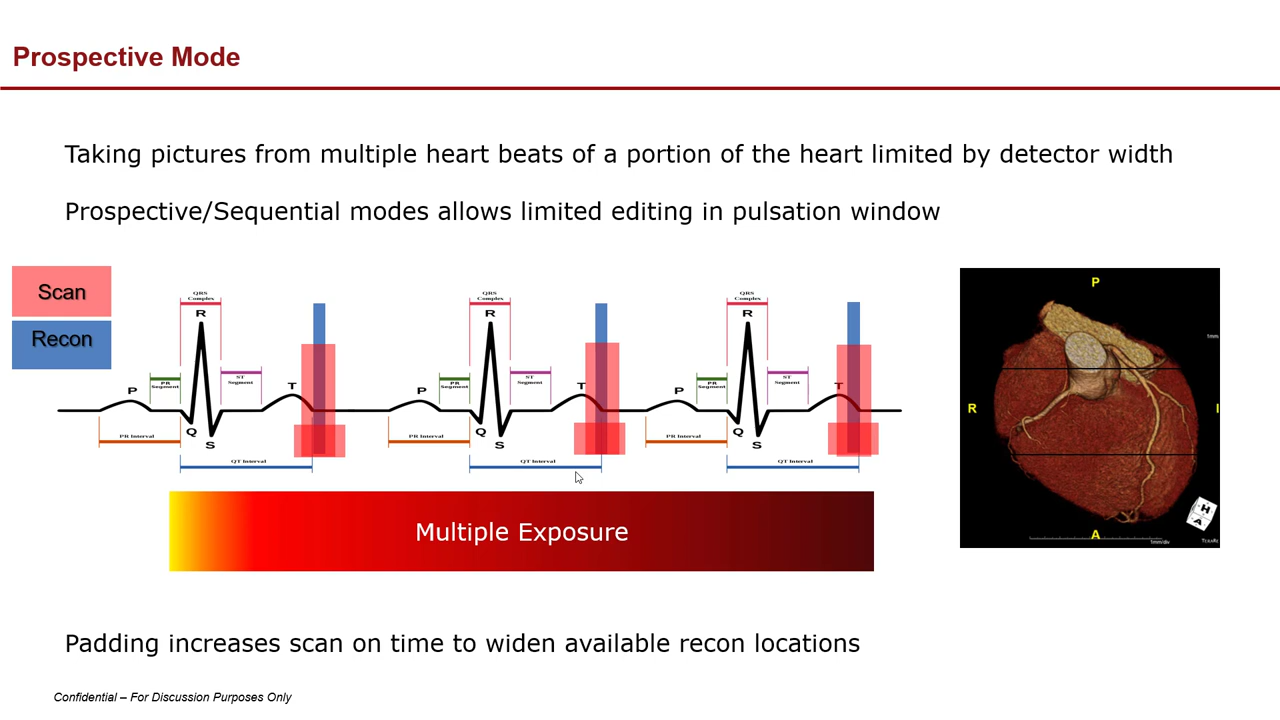 Prospective Mode
Taking pictures from multiple heart beats of a portion of the heart limited by detector width
Prospective/Sequential modes allows limited editing in pulsation window
Scan
Recon
QRS
Complex
R
P
PR
Segment
ST
Segment
T
Q
S
PR Interval
QT Interval
QRS
Complex
R
P
PR
Segment
ST
Segment
T
Q
S
PR Interval
QT Interval
QRS
Complex
R
P
PR
Segment
ST
Segment
T
Q
S
PR Interval
QT Interval
P
R
A
H
A
1mm/div
Multiple Exposure
Padding increases scan on time to widen available recon locations
Confidential – For Discussion Purposes Only